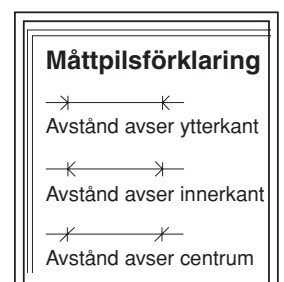 Måttpilsförklaring
Avstånd avser ytterkant
Avstånd avser innerkant
Avstånd avser centrum